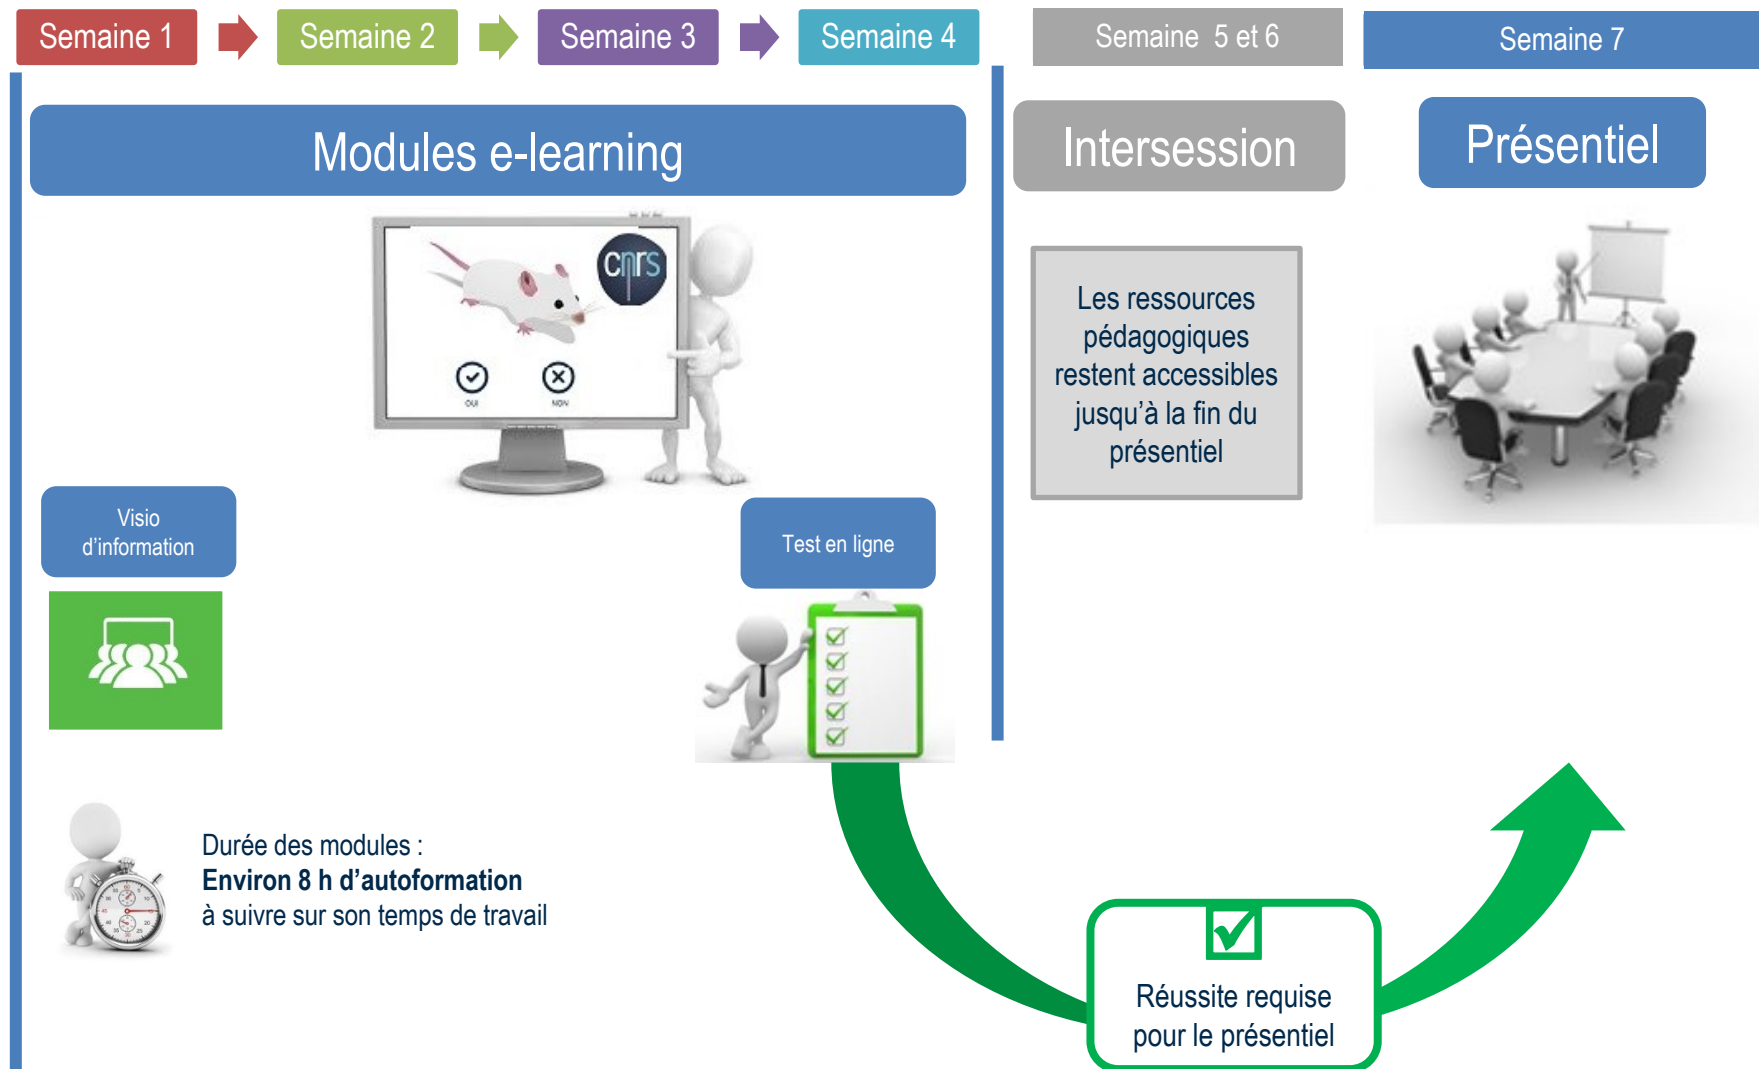 Semaine 1
Semaine 2
Semaine 3
Semaine 4
Semaine 5 et 6
Semaine 7
Modules e-learning
Intersession
Présentiel
cnrs
OUI
NON
Les ressources
pédagogiques
restent accessibles
jusqu’à la fin du
présentiel
Visio
d’information
Test en ligne
Durée des modules :
Environ 8 h d’autoformation
à suivre sur son temps de travail
Réussite requise
pour le présentiel